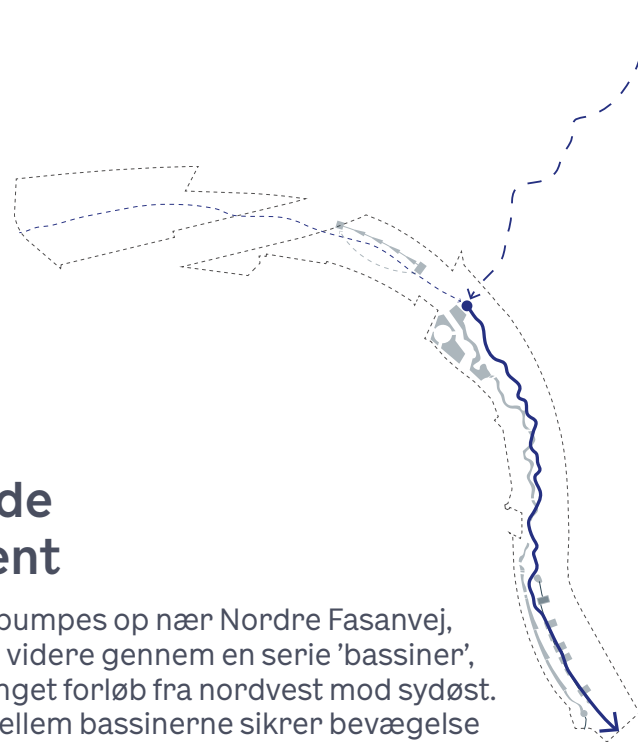 de
ent
pumpes op nær Nordre Fasanvej,
videre gennem en serie ’bassiner’,
nget forløb fra nordvest mod sydøst.
ellem bassinerne sikrer bevægelse